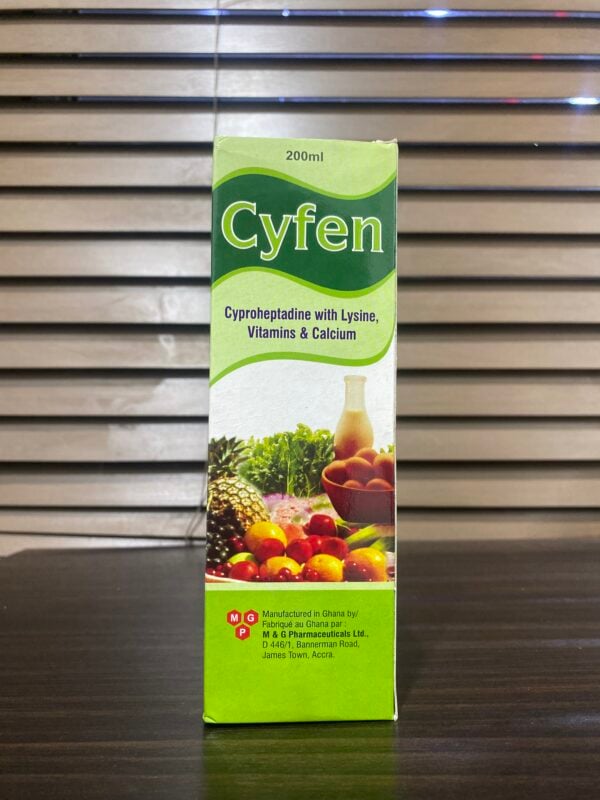 200ml
Cyfen
Cyproheptadine with Lysine,
Vitamins & Calcium
M G
P
Manufactured in Ghana by/
Fabriqué au Ghana par :
M & G Pharmaceuticals Ltd.,
D 446/1, Bannerman Road,
James Town, Accra.